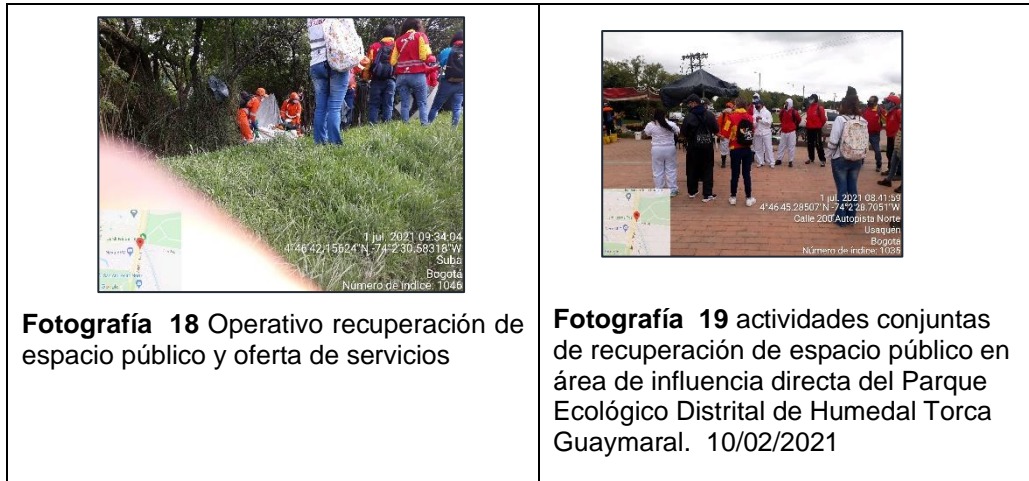 1 jul. 2021 09:34:04
4°46'42.15624"N -74°2'30.58318"W
Suba
Bogotá
Número de índice: 1046
Google
Fotografía 18 Operativo recuperación de
espacio público y oferta de servicios
1 jul. 2021 08:41:59
4°46'45.28507"N -74°2'28.7051"W
Calle 200 Autopista Norte
Usaquén
Bogotá
Número de índice: 1035
Fotografía 19 actividades conjuntas
de recuperación de espacio público en
área de influencia directa del Parque
Ecológico Distrital de Humedal Torca
Guaymaral. 10/02/2021